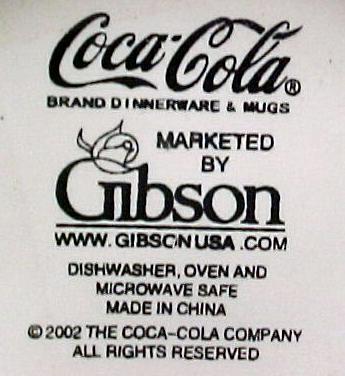 Coca-Cola®
BRAND DINNERWARE & MUGS
MARKETED
BY
Gibson
WWW.GIBSONUSA.COM
DISHWASHER, OVEN AND
MICROWAVE SAFE
MADE IN CHINA
© 2002 THE COCA-COLA COMPANY
ALL RIGHTS RESERVED